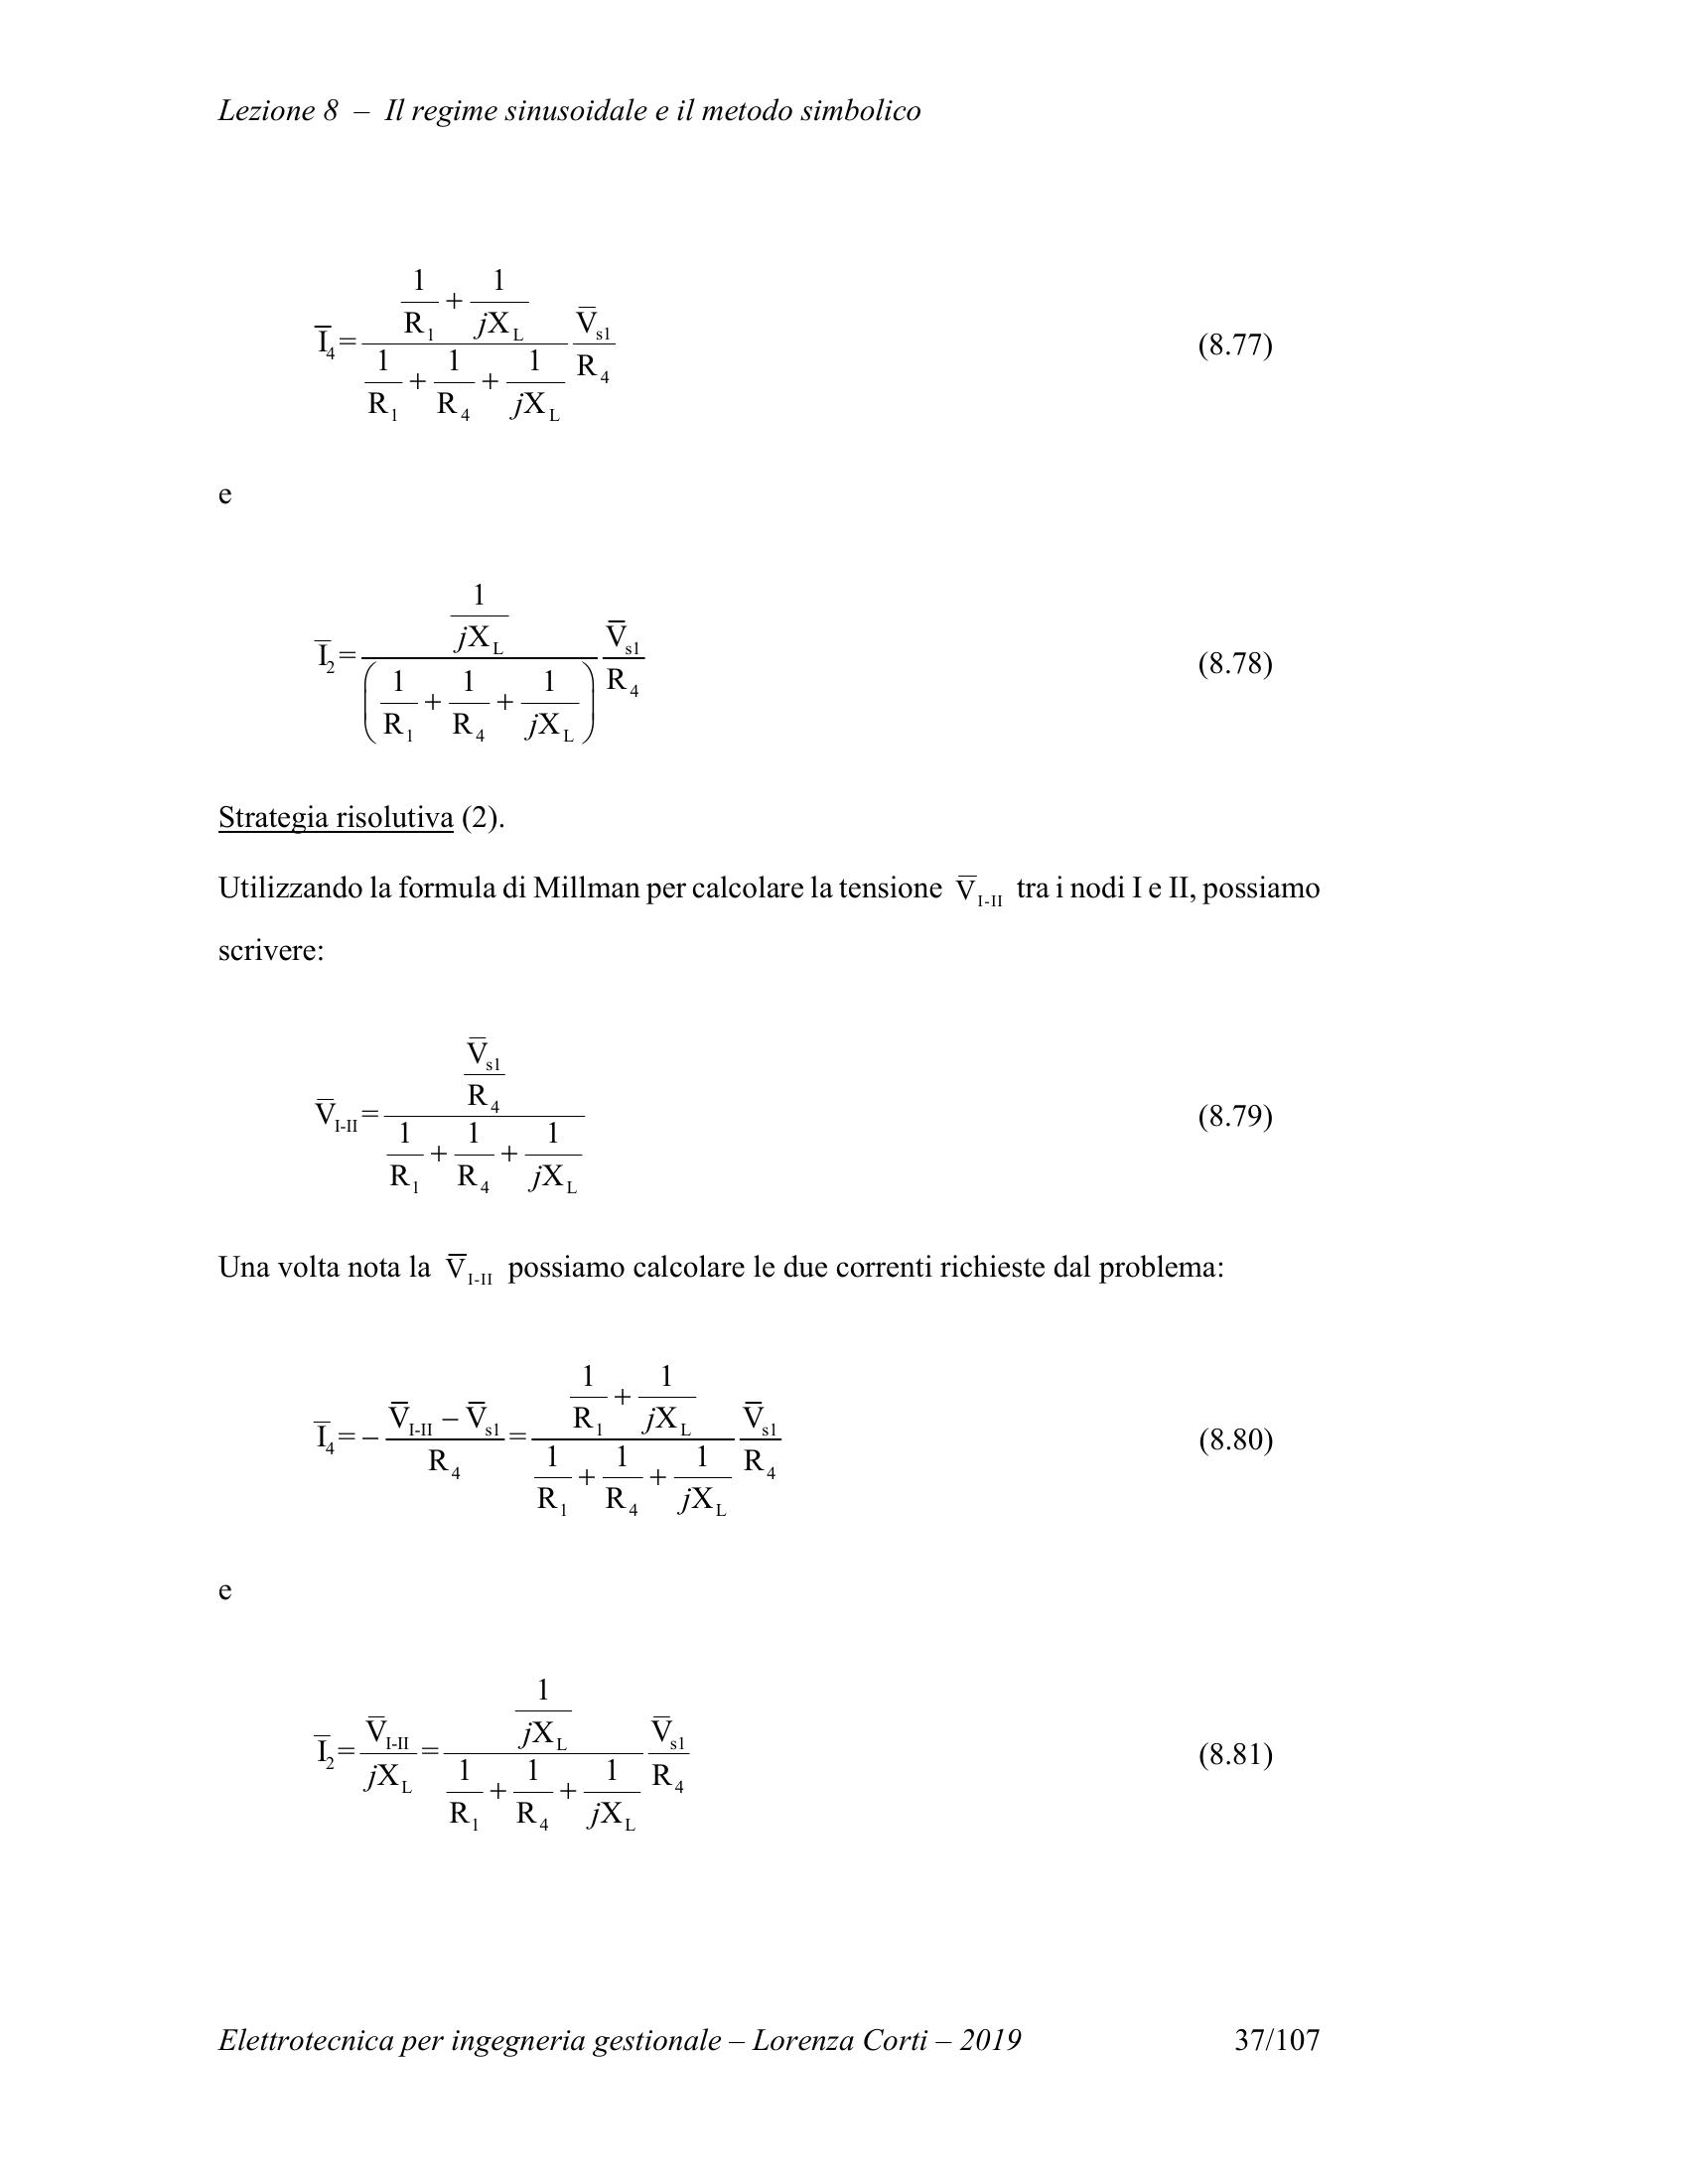 Lezione 8 – Il regime sinusoidale e il metodo simbolico
$\overline{I}_4 = \frac{\frac{1}{R_1} + \frac{1}{jX_L}}{\frac{1}{R_1} + \frac{1}{R_4} + \frac{1}{jX_L}} \frac{\overline{V}_{s1}}{R_4}$ (8.77)
e
$\overline{I}_2 = \frac{\frac{1}{jX_L}}{\left(\frac{1}{R_1} + \frac{1}{R_4} + \frac{1}{jX_L}\right)} \frac{\overline{V}_{s1}}{R_4}$ (8.78)
Strategia risolutiva (2).
Utilizzando la formula di Millman per calcolare la tensione $\overline{V}_{I-II}$ tra i nodi I e II, possiamo
scrivere:
$\overline{V}_{I-II} = \frac{\frac{\overline{V}_{s1}}{R_4}}{\frac{1}{R_1} + \frac{1}{R_4} + \frac{1}{jX_L}}$ (8.79)
Una volta nota la $\overline{V}_{I-II}$ possiamo calcolare le due correnti richieste dal problema:
$\overline{I}_4 = -\frac{\overline{V}_{I-II} - \overline{V}_{s1}}{R_4} = \frac{\frac{1}{R_1} + \frac{1}{jX_L}}{\frac{1}{R_1} + \frac{1}{R_4} + \frac{1}{jX_L}} \frac{\overline{V}_{s1}}{R_4}$ (8.80)
e
$\overline{I}_2 = \frac{\overline{V}_{I-II}}{jX_L} = \frac{\frac{1}{jX_L}}{\frac{1}{R_1} + \frac{1}{R_4} + \frac{1}{jX_L}} \frac{\overline{V}_{s1}}{R_4}$ (8.81)
Elettrotecnica per ingegneria gestionale – Lorenza Corti – 2019 37/107